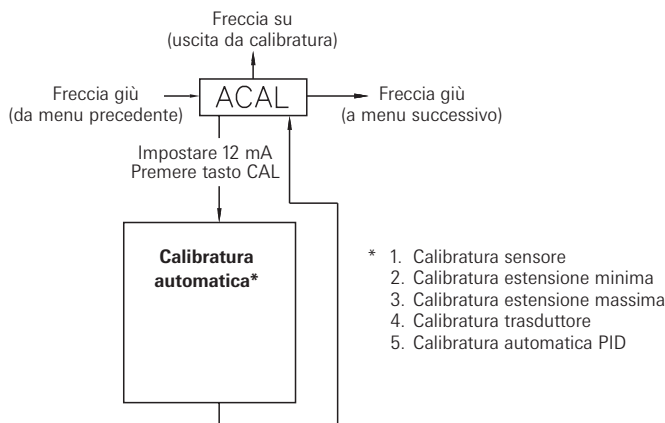 Freccia su
(uscita da calibratura)
Freccia giù
(da menu precedente)
ACAL
Freccia giù
(a menu successivo)
Impostare 12 mA
Premere tasto CAL
Calibratura
automatica*
* 1. Calibratura sensore
2. Calibratura estensione minima
3. Calibratura estensione massima
4. Calibratura trasduttore
5. Calibratura automatica PID